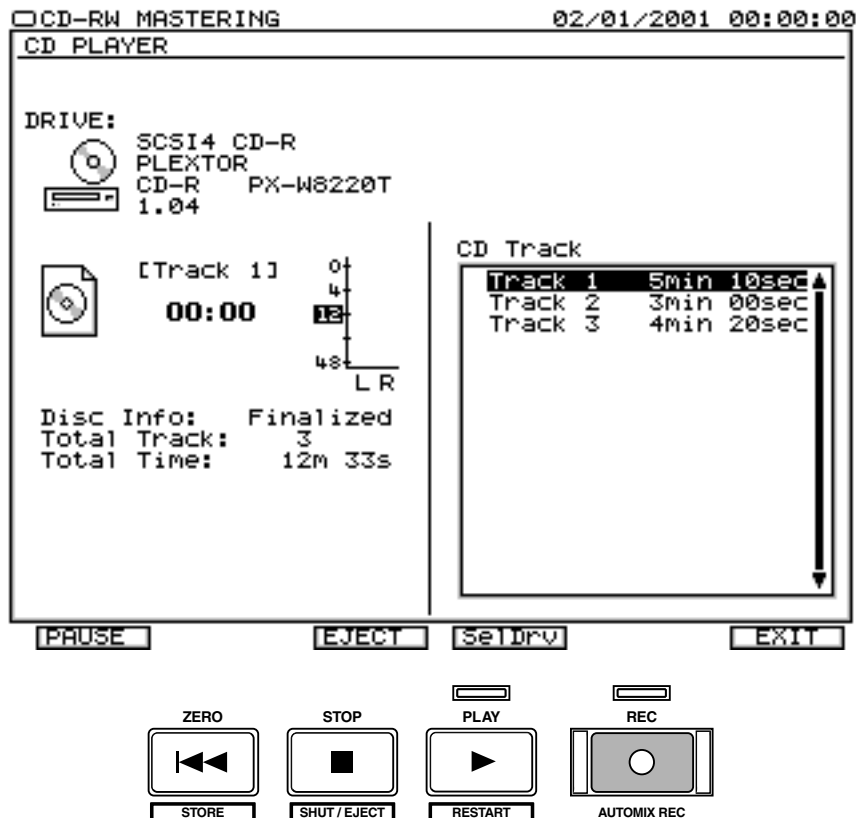 CD-RW MASTERING 02/01/2001 00:00:00
CD PLAYER
DRIVE:
SCSI4 CD-R
PLEXTOR
CD-R PX-W8220T
1.04
[Track 1]
00:00
0
4
12
48
L R
Disc Info: Finalized
Total Track: 3
Total Time: 12m 33s
CD Track
Track 1 5min 10sec
Track 2 3min 00sec
Track 3 4min 20sec
PAUSE EJECT SelDrv EXIT
ZERO STOP PLAY REC
STORE SHUT / EJECT RESTART AUTOMIX REC